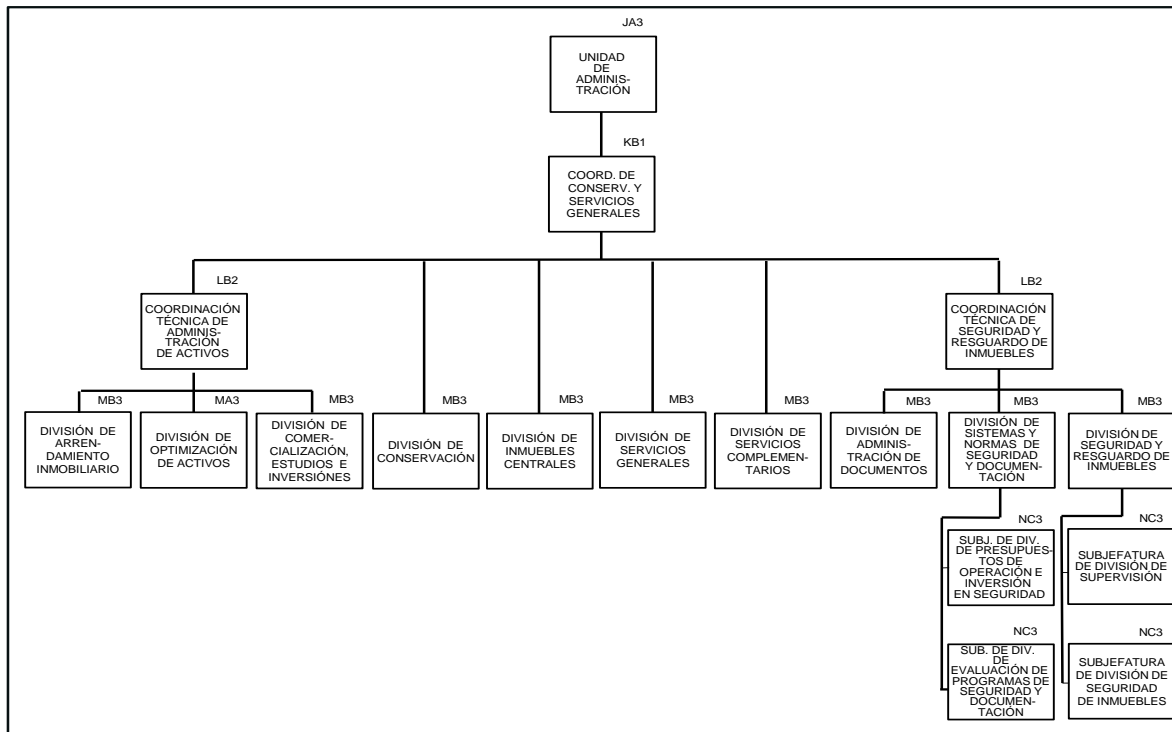 JA3
UNIDAD
DE
ADMINIS-
TRACIÓN
KB1
COORD. DE
CONSERV. Y
SERVICIOS
GENERALES
LB2
COORDINACIÓN
TÉCNICA DE
ADMINIS-
TRACIÓN
DE ACTIVOS
LB2
COORDINACIÓN
TÉCNICA DE
SEGURIDAD Y
RESGUARDO DE
INMUEBLES
MB3
DIVISIÓN DE
ARREN-
DAMIENTO
INMOBILIARIO
MA3
DIVISIÓN DE
OPTIMIZACIÓN
DE ACTIVOS
MB3
DIVISIÓN DE
COMER-
CIALIZACIÓN,
ESTUDIOS E
INVERSIÓNES
MB3
DIVISIÓN DE
CONSERVACIÓN
MB3
DIVISIÓN DE
INMUEBLES
CENTRALES
MB3
DIVISIÓN DE
SERVICIOS
GENERALES
MB3
DIVISIÓN DE
SERVICIOS
COMPLEMEN-
TARIOS
MB3
DIVISIÓN DE
ADMINIS-
TRACIÓN DE
DOCUMENTOS
MB3
DIVISIÓN DE
SISTEMAS Y
NORMAS DE
SEGURIDAD
Y DOCUMEN-
TACIÓN
MB3
DIVISIÓN DE
SEGURIDAD Y
RESGUARDO DE
INMUEBLES
NC3
SUBJ. DE DIV.
DE PRESUPUES-
TOS DE
OPERACIÓN E
INVERSIÓN
EN SEGURIDAD
NC3
SUBJEFATURA
DE DIVISIÓN DE
SUPERVISIÓN
NC3
SUB. DE DIV.
DE
EVALUACIÓN DE
PROGRAMAS DE
SEGURIDAD Y
DOCUMEN-
TACIÓN
NC3
SUBJEFATURA
DE DIVISIÓN DE
SEGURIDAD
DE INMUEBLES